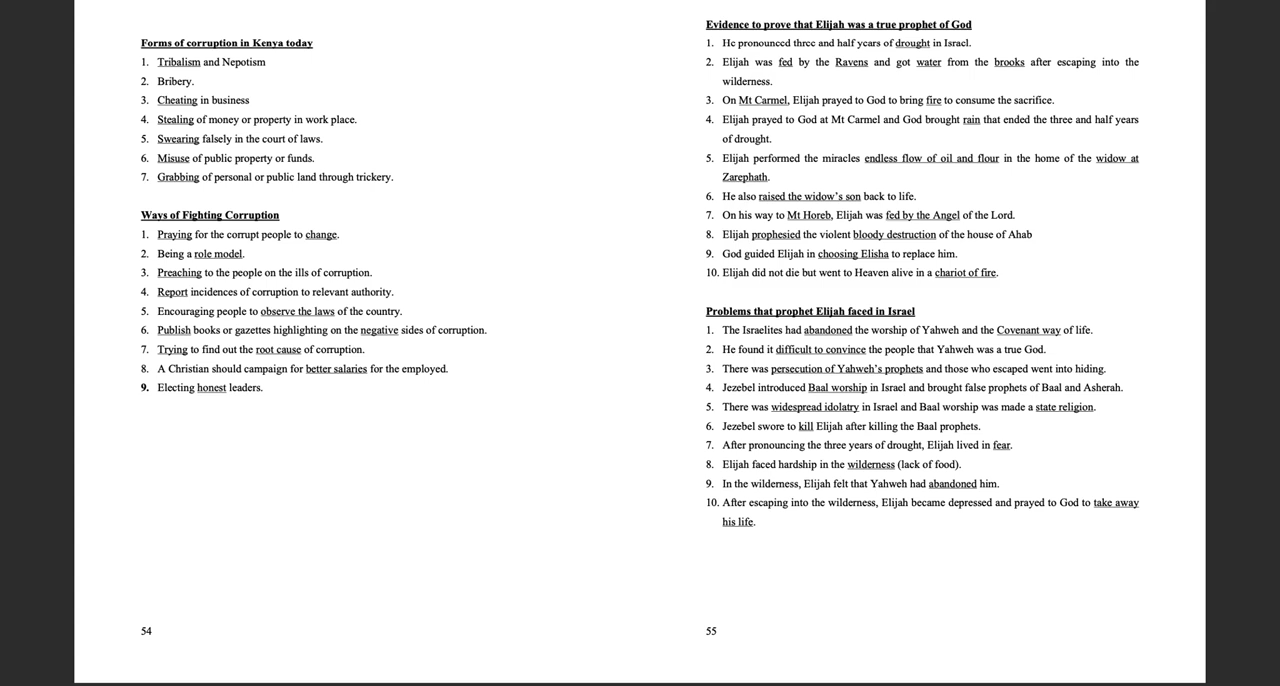 Forms of corruption in Kenya today
1. Tribalism and Nepotism
2. Bribery.
3. Cheating in business
4. Stealing of money or property in work place.
5. Swearing falsely in the court of laws.
6. Misuse of public property or funds.
7. Grabbing of personal or public land through trickery.
Ways of Fighting Corruption
1. Praying for the corrupt people to change.
2. Being a role model.
3. Preaching to the people on the ills of corruption.
4. Report incidences of corruption to relevant authority.
5. Encouraging people to observe the laws of the country.
6. Publish books or gazettes highlighting on the negative sides of corruption.
7. Trying to find out the root cause of corruption.
8. A Christian should campaign for better salaries for the employed.
9. Electing honest leaders.
54
Evidence to prove that Elijah was a true prophet of God
1. He pronounced three and half years of drought in Israel.
2. Elijah was fed by the Ravens and got water from the brooks after escaping into the
wilderness.
3. On Mt Carmel, Elijah prayed to God to bring fire to consume the sacrifice.
4. Elijah prayed to God at Mt Carmel and God brought rain that ended the three and half years
of drought.
5. Elijah performed the miracles endless flow of oil and flour in the home of the widow at
Zarephath.
6. He also raised the widow's son back to life.
7. On his way to Mt Horeb, Elijah was fed by the Angel of the Lord.
8. Elijah prophesied the violent bloody destruction of the house of Ahab
9. God guided Elijah in choosing Elisha to replace him.
10. Elijah did not die but went to Heaven alive in a chariot of fire.
Problems that prophet Elijah faced in Israel
1. The Israelites had abandoned the worship of Yahweh and the Covenant way of life.
2. He found it difficult to convince the people that Yahweh was a true God.
3. There was persecution of Yahweh's prophets and those who escaped went into hiding.
4. Jezebel introduced Baal worship in Israel and brought false prophets of Baal and Asherah.
5. There was widespread idolatry in Israel and Baal worship was made a state religion.
6. Jezebel swore to kill Elijah after killing the Baal prophets.
7. After pronouncing the three years of drought, Elijah lived in fear.
8. Elijah faced hardship in the wilderness (lack of food).
9. In the wilderness, Elijah felt that Yahweh had abandoned him.
10. After escaping into the wilderness, Elijah became depressed and prayed to God to take away
his life.
55